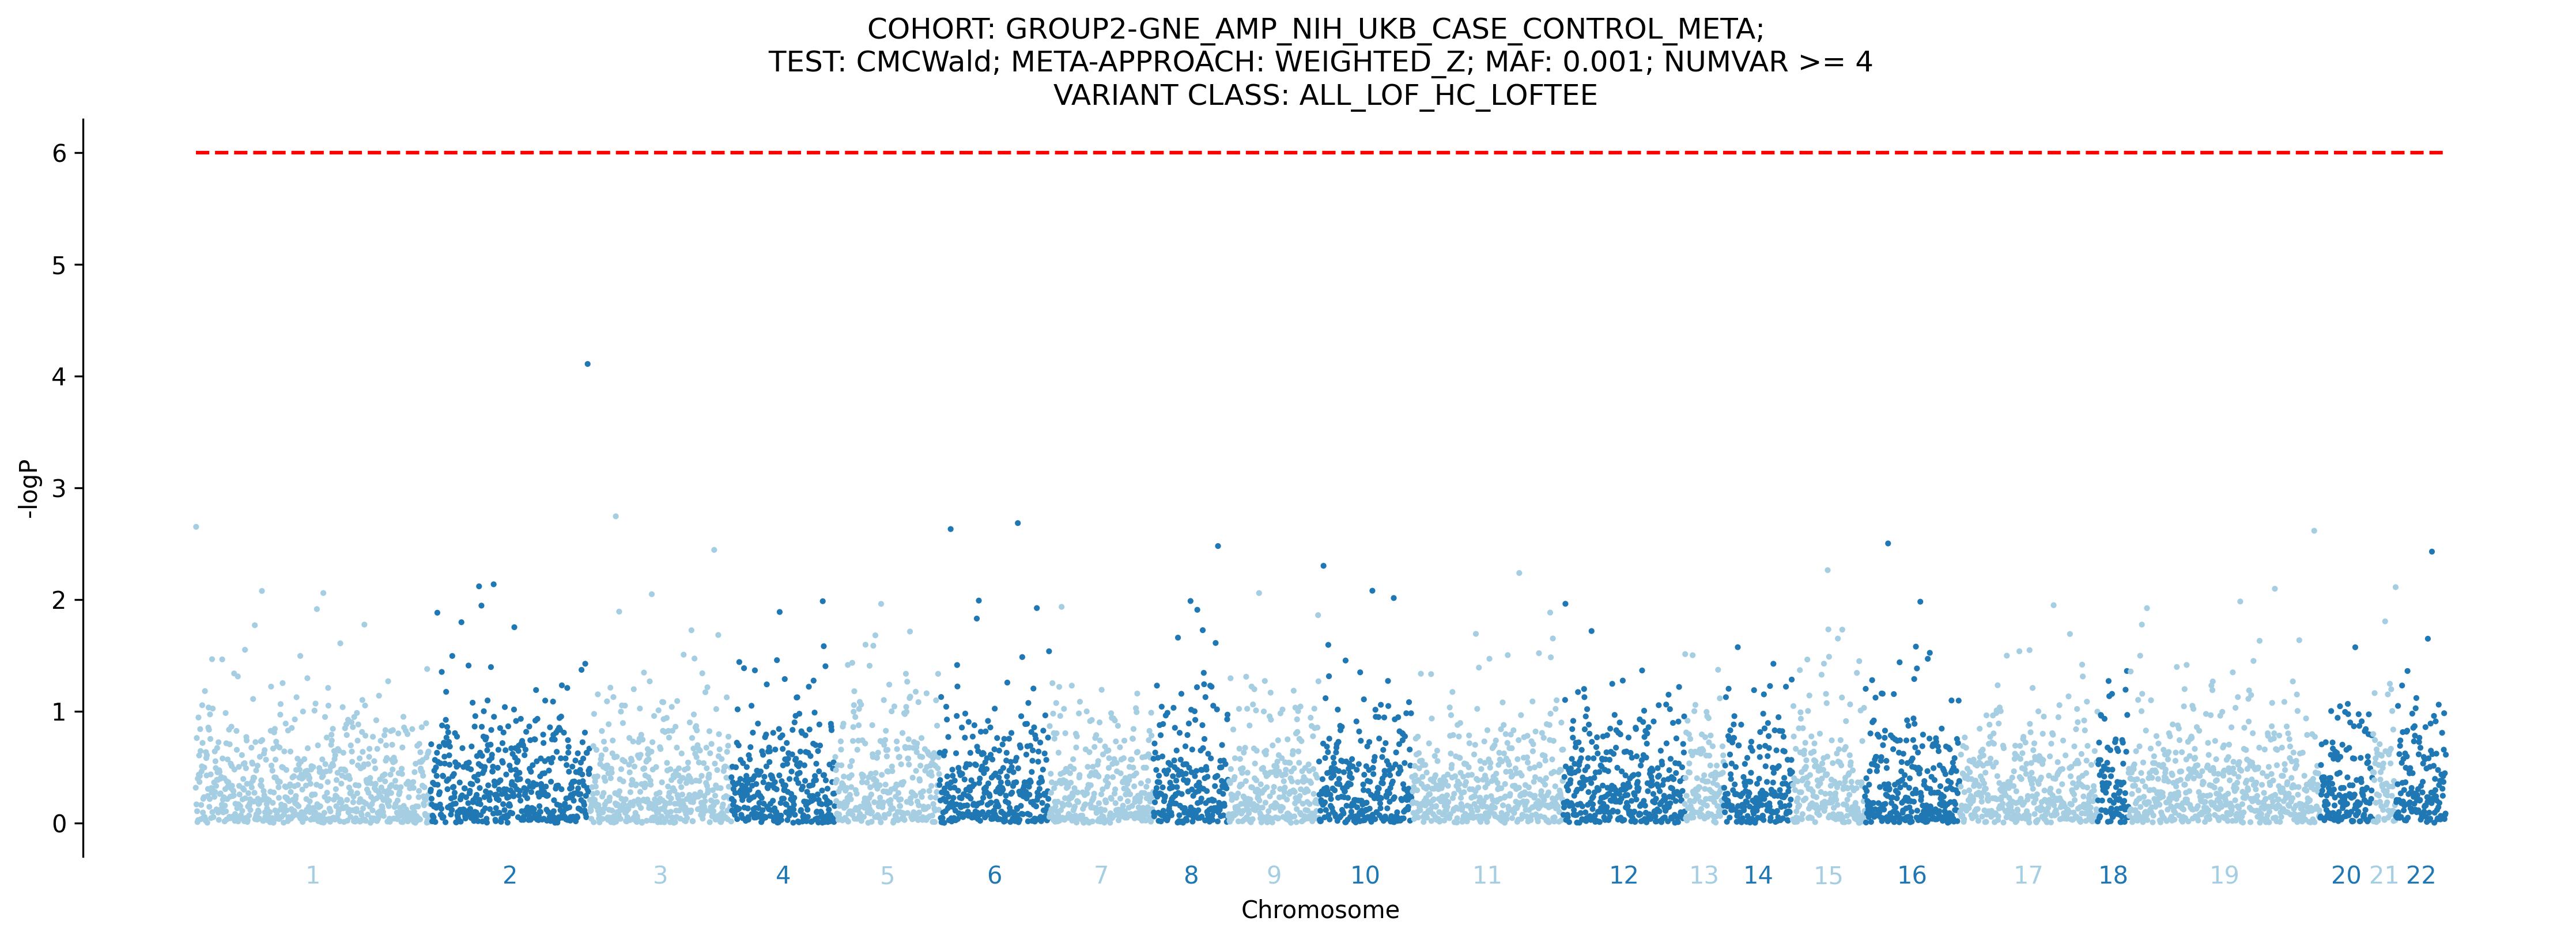 COHORT: GROUP2-GNE_AMP_NIH_UKB_CASE_CONTROL_META;
TEST: CMCWald; META-APPROACH: WEIGHTED_Z; MAF: 0.001; NUMVAR >= 4
VARIANT CLASS: ALL_LOF_HC_LOFTEE
6
5
4
3
2
1
0
-logP
1 2 3 4 5 6 7 8 9 10 11 12 13 14 15 16 17 18 19 20 21 22
Chromosome